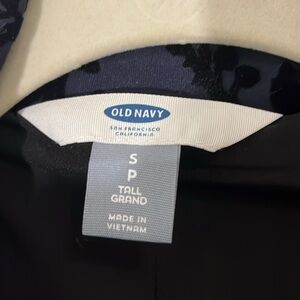 OLD NAVY
SAN FRANCISCO
CALIFORNIA
S
P
TALL
GRAND
MADE IN
VIETNAM